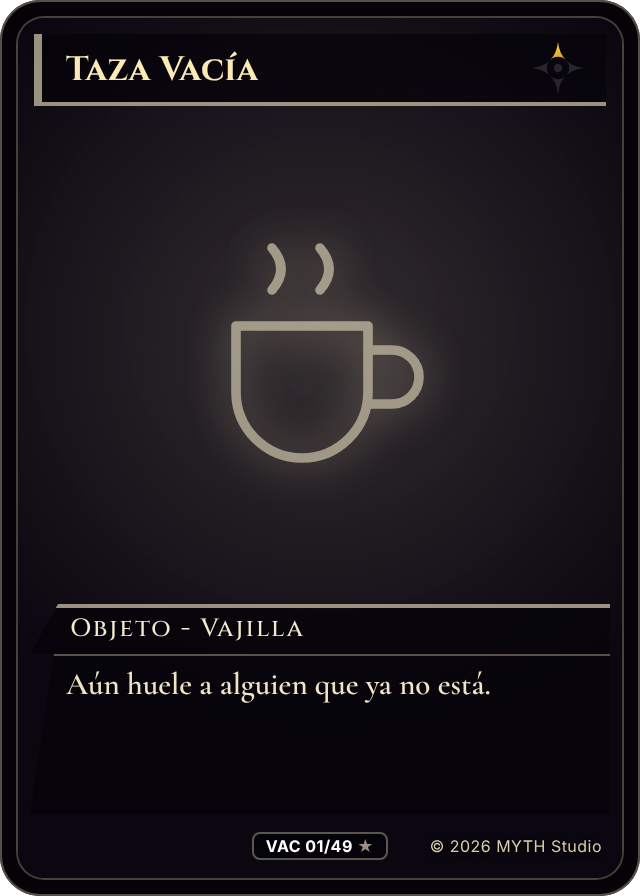 Taza Vacía
Objeto - Vajilla
Aún huele a alguien que ya no está.
VAC 01/49 ★
© 2026 MYTH Studio